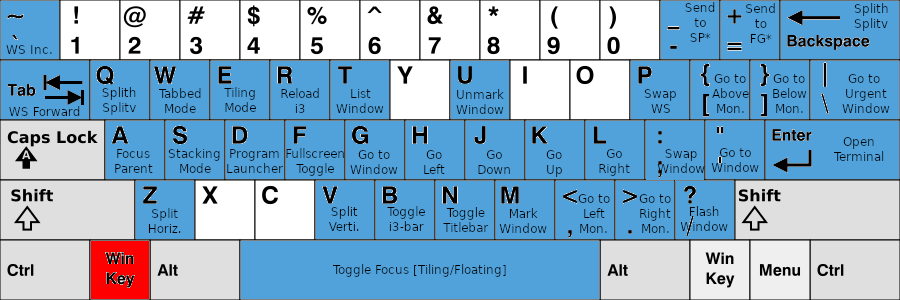 ~
` WS Inc.
!
1
@
2
#
3
$
4
%
5
^
6
&
7
*
8
(
9
)
0
_ Send
to
- SP*
+ Send
to
= FG*
Splith
Splitv
Backspace
Tab
WS Forward
Q
Splith
Splitv
W
Tabbed
Mode
E
Tiling
Mode
R
Reload
i3
T
List
Window
Y
U
Unmark
Window
I
O
P
Swap
WS
{ Go to
Above
[ Mon.
} Go to
Below
] Mon.
| Go to
Urgent
\ Window
Caps Lock
A
A
Focus
Parent
S
Stacking
Mode
D
Program
Launcher
F
Fullscreen
Toggle
G
Go to
Window
H
Go
Left
J
Go
Down
K
Go
Up
L
Go
Right
:
; Swap
Window
"
' Go to
Window
Enter
Open
Terminal
Shift
Z
Split
Horiz.
X
C
V
Split
Verti.
B
Toggle
i3-bar
N
Toggle
Titlebar
M
Mark
Window
< Go to
Left
, Mon.
> Go to
Right
. Mon.
?
Flash
/ Window
Shift
Ctrl
Win
Key
Alt
Toggle Focus [Tiling/Floating]
Alt
Win
Key
Menu
Ctrl